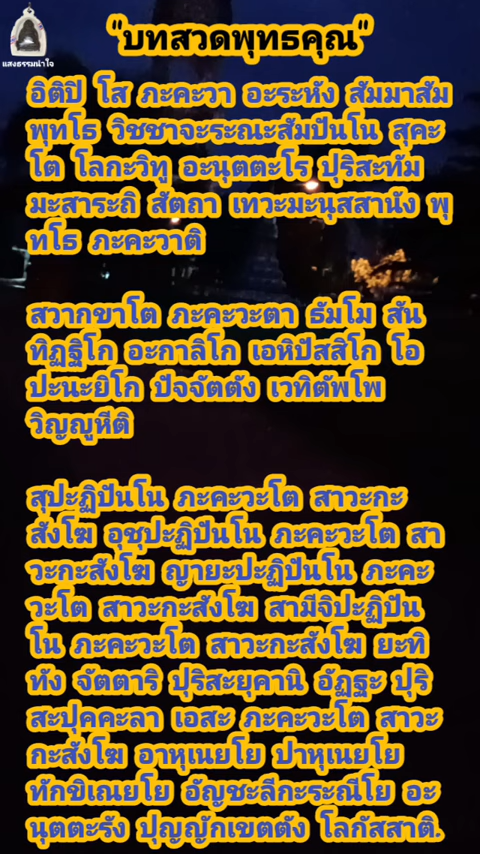 แสงธรรมนำใจ
"บทสวดพุทธคุณ"
อิติปิ โส ภะคะวา อะระหัง สัมมาสัม
พุทโธ วิชชาจะระณะสัมปันโน สุคะ
โต โลกะวิทู อะนุตตะโร ปุริสะทัม
มะสาระถิ สัตถา เทวะมะนุสสานัง พุ
ทโธ ภะคะวาติ
สวากขาโต ภะคะวะตา ธัมโม สัน
ทิฏฐิโก อะกาลิโก เอหิปัสสิโก โอ
ปะนะยิโก ปัจจัตตัง เวทิตัพโพ
วิญญูหีติ
สุปะฏิปันโน ภะคะวะโต สาวะกะ
สังโฆ อุชุปะฏิปันโน ภะคะวะโต สา
วะกะสังโฆ ญายะปะฏิปันโน ภะคะ
วะโต สาวะกะสังโฆ สามีจิปะฏิปัน
โน ภะคะวะโต สาวะกะสังโฆ ยะทิ
ทัง จัตตาริ ปุริสะยุคานิ อัฏฐะ ปุริ
สะปุคคะลา เอสะ ภะคะวะโต สาวะ
กะสังโฆ อาหุเนยโย ปาหุเนยโย
ทักขิเณยโย อัญชะลีกะระณีโย อะ
นุตตะรัง ปุญญักเขตตัง โลกัสสาติ.